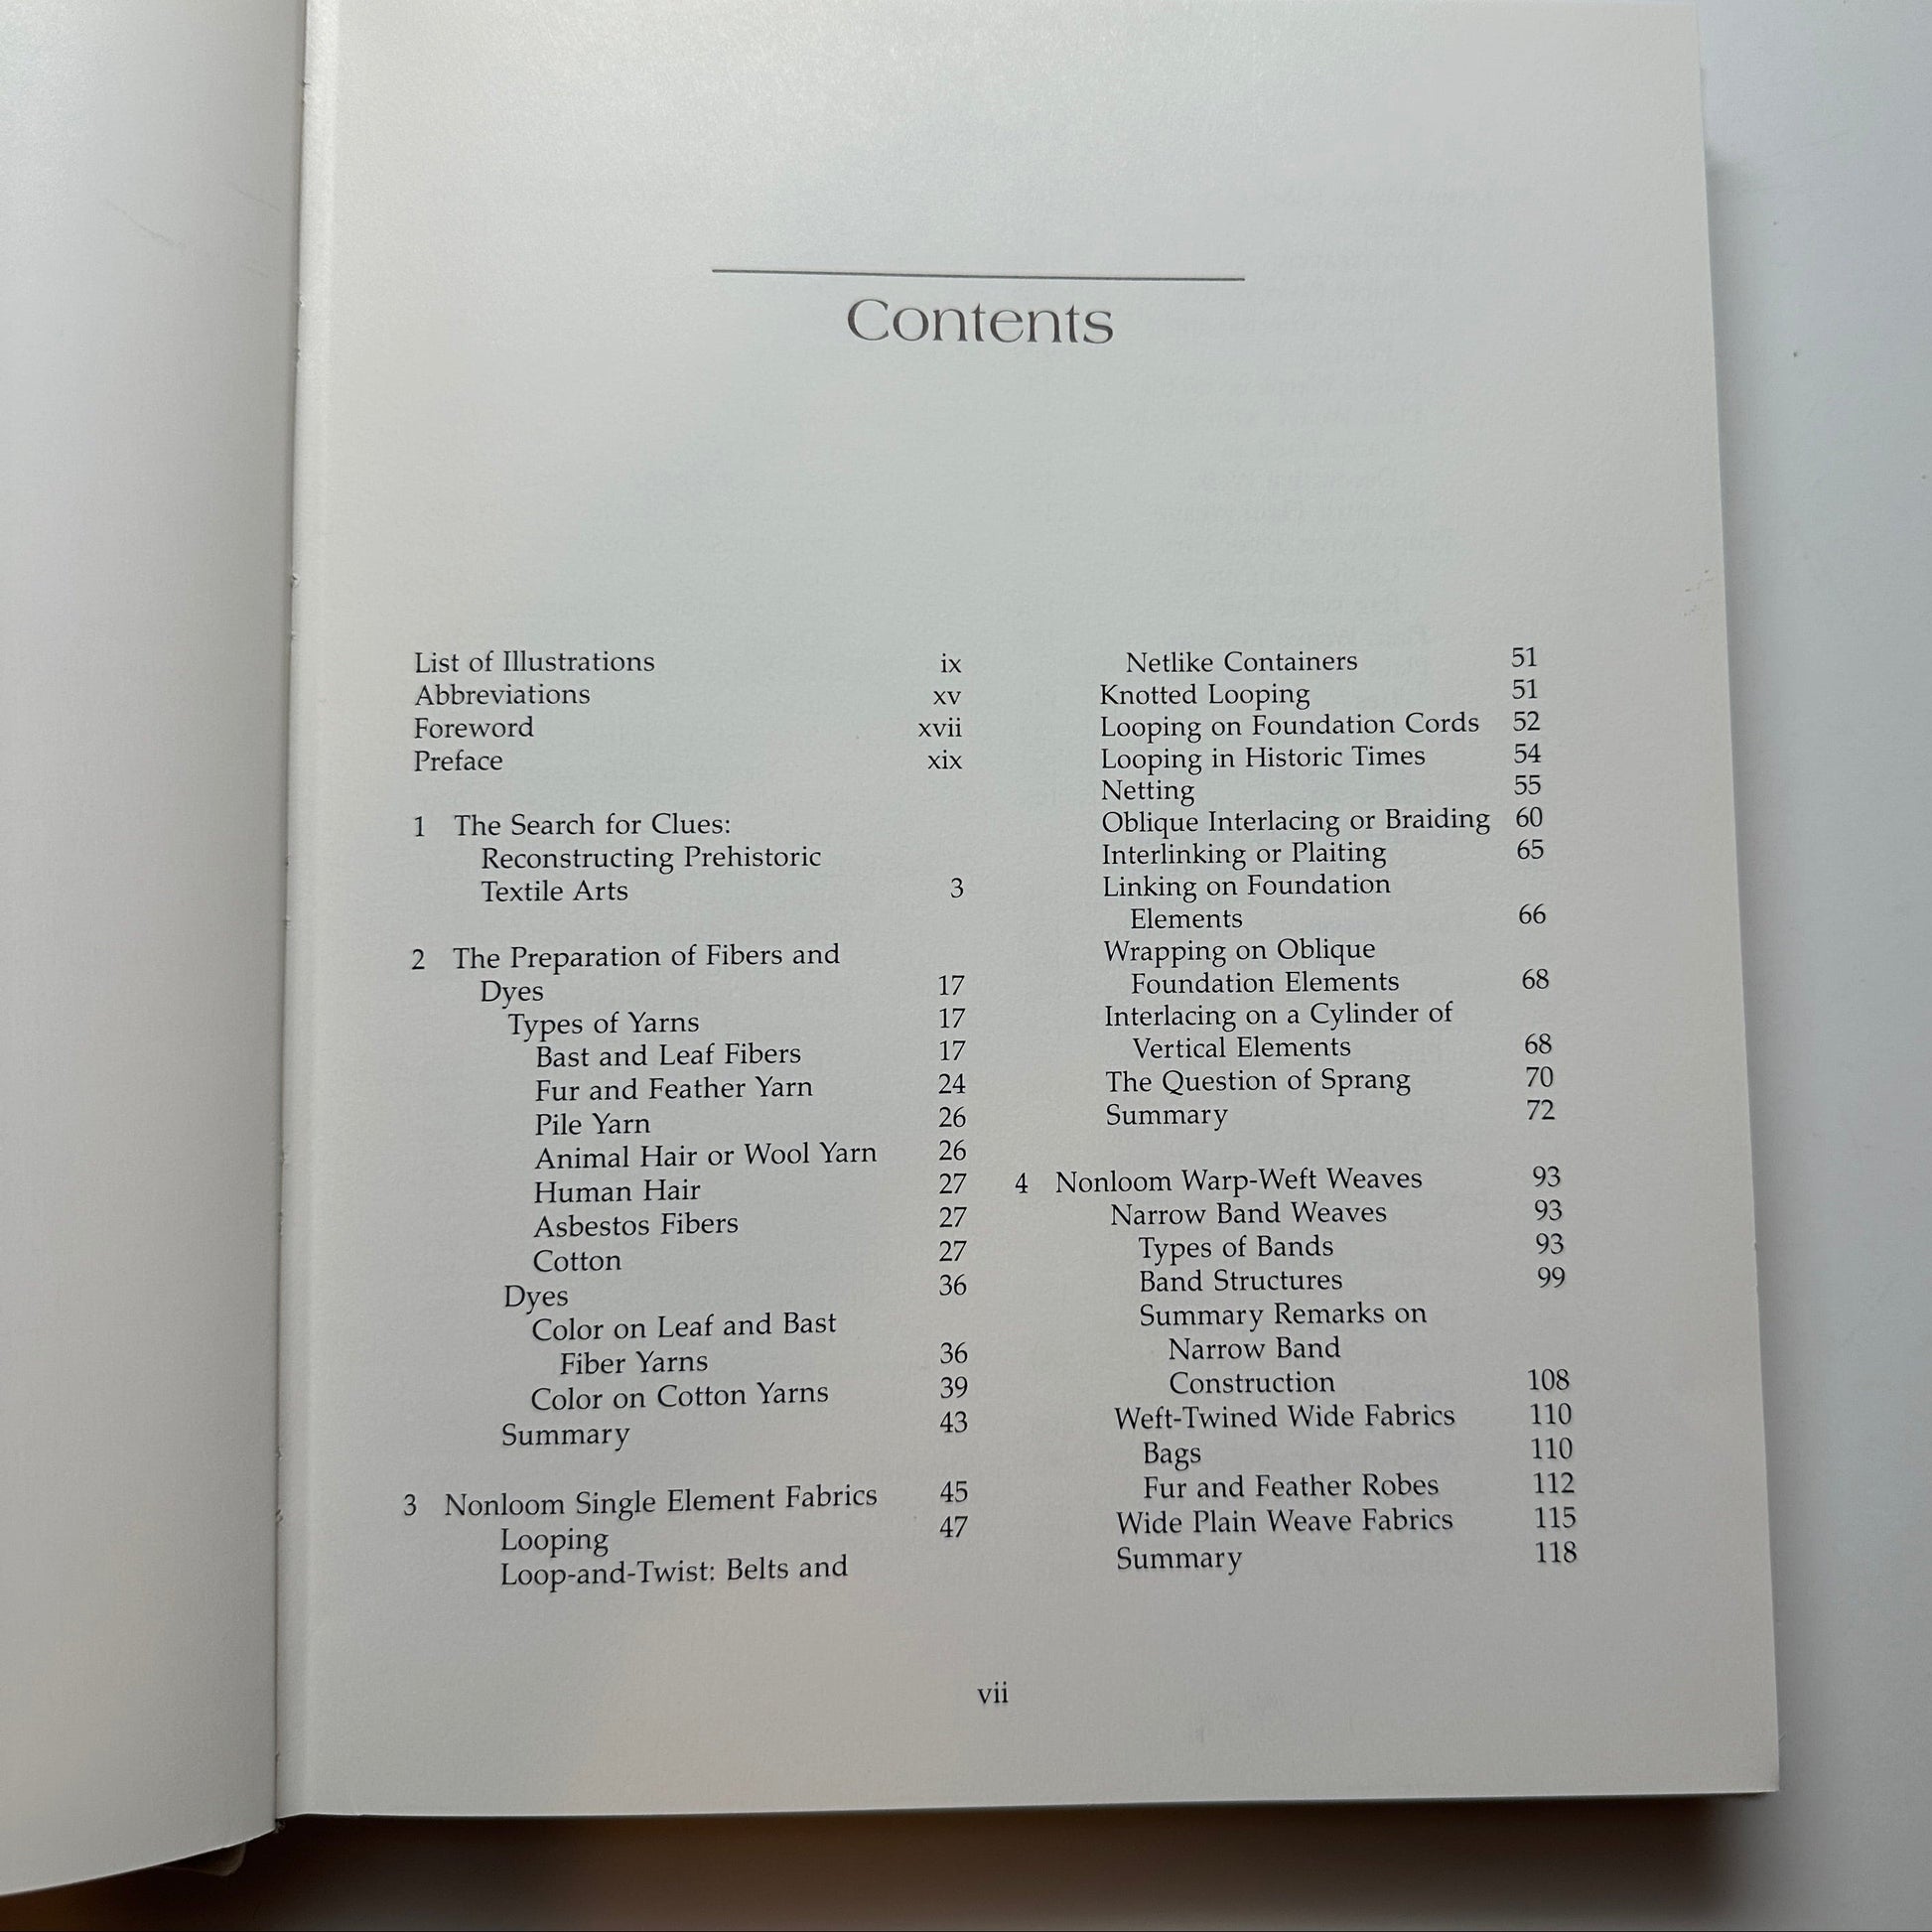 Contents
List of Illustrations ix
Abbreviations xv
Foreword xvii
Preface xix
1 The Search for Clues:
Reconstructing Prehistoric
Textile Arts 3
2 The Preparation of Fibers and
Dyes 17
Types of Yarns 17
Bast and Leaf Fibers 17
Fur and Feather Yarn 24
Pile Yarn 26
Animal Hair or Wool Yarn 26
Human Hair 27
Asbestos Fibers 27
Cotton 27
Dyes 36
Color on Leaf and Bast
Fiber Yarns 36
Color on Cotton Yarns 39
Summary 43
3 Nonloom Single Element Fabrics 45
Looping 47
Loop-and-Twist: Belts and
Netlike Containers 51
Knotted Looping 51
Looping on Foundation Cords 52
Looping in Historic Times 54
Netting 55
Oblique Interlacing or Braiding 60
Interlinking or Plaiting 65
Linking on Foundation
Elements 66
Wrapping on Oblique
Foundation Elements 68
Interlacing on a Cylinder of
Vertical Elements 68
The Question of Sprang 70
Summary 72
4 Nonloom Warp-Weft Weaves 93
Narrow Band Weaves 93
Types of Bands 93
Band Structures 99
Summary Remarks on
Narrow Band
Construction 108
Weft-Twined Wide Fabrics 110
Bags 110
Fur and Feather Robes 112
Wide Plain Weave Fabrics 115
Summary 118
vii